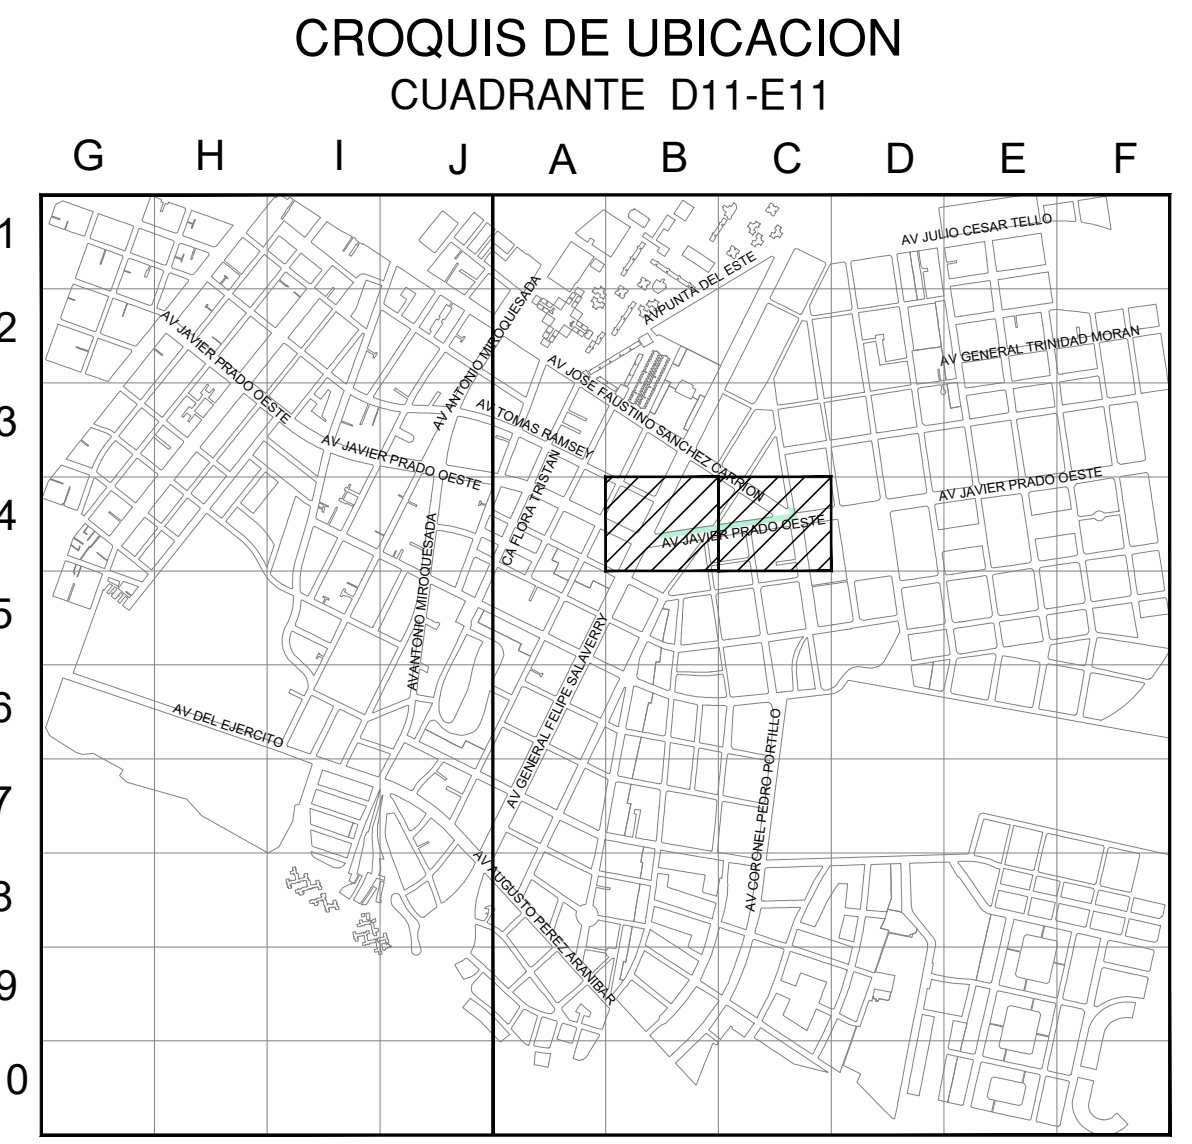 CROQUIS DE UBICACION
CUADRANTE D11-E11
G H I J A B C D E F
1
AV JULIO CESAR TELLO
AVPUNTA DEL ESTE
2
AV JAVIER PRADO OESTE
AV ANTONIO MIROQUESADA
AV GENERAL TRINIDAD MORAN
AV JOSE FAUSTINO SANCHEZ CARRION
3
AV TOMAS RAMSEY
AV JAVIER PRADO OESTE
CA FLORA TRISTAN
AV JAVIER PRADO OESTE
4
AV JAVIER PRADO OESTE
AVANTONIO MIROQUESADA
5
AV GENERAL FELIPE SALAVERRY
6
AV DEL EJERCITO
AV CORONEL PEDRO PORTILLO
7
AV AUGUSTO PEREZ ARANIBAR
9
0